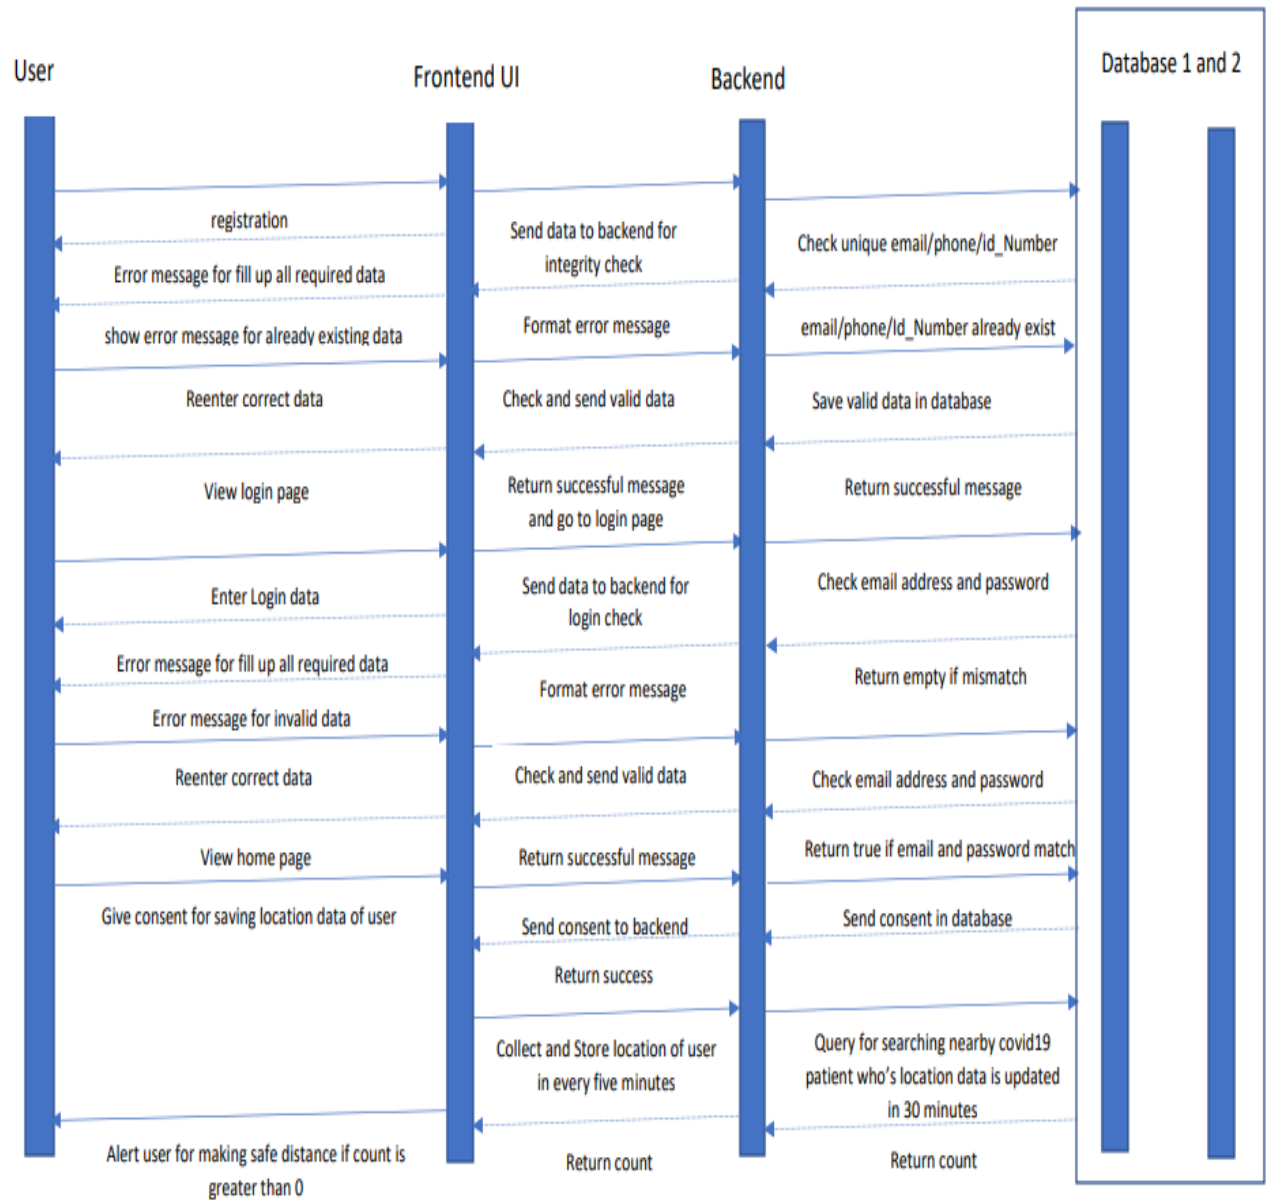 User
Frontend UI
Backend
Database 1 and 2
registration
Send data to backend for
integrity check
Check unique email/phone/id_Number
Error message for fill up all required data
show error message for already existing data
Format error message
email/phone/Id_Number already exist
Reenter correct data
Check and send valid data
Save valid data in database
View login page
Return successful message
and go to login page
Return successful message
Enter Login data
Send data to backend for
login check
Check email address and password
Error message for fill up all required data
Error message for invalid data
Format error message
Return empty if mismatch
Reenter correct data
Check and send valid data
Check email address and password
View home page
Return successful message
Return true if email and password match
Give consent for saving location data of user
Send consent to backend
Send consent in database
Return success
Collect and Store location of user
in every five minutes
Query for searching nearby covid19
patient who's location data is updated
in 30 minutes
Alert user for making safe distance if count is
greater than 0
Return count
Return count